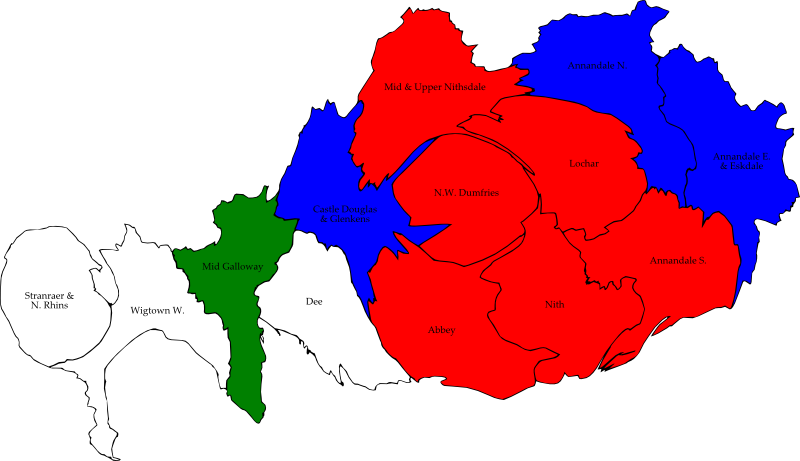 Annandale N.
Mid & Upper Nithsdale
Annandale E.
& Eskdale
Lochar
N.W. Dumfries
Castle Douglas
& Glenkens
Mid Galloway
Annandale S.
Stranraer &
N. Rhins
Wigtown W.
Dee
Nith
Abbey